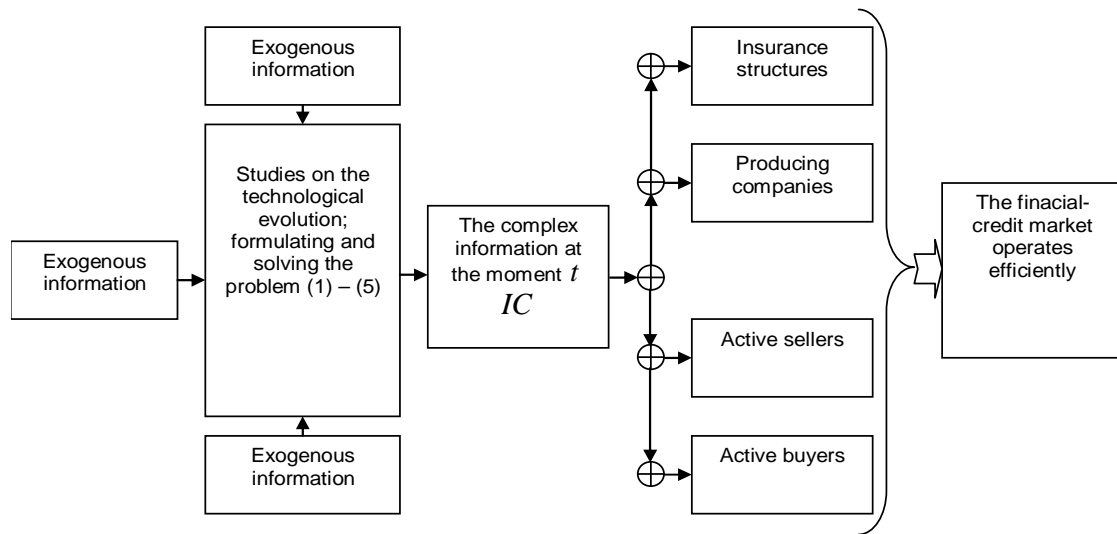 Exogenous
information
Exogenous
information
Studies on the
technological
evolution;
formulating and
solving the
problem (1) – (5)
Exogenous
information
The complex
information at
the moment t
IC
Insurance
structures
Producing
companies
Active sellers
Active buyers
The finacial-
credit market
operates
efficiently